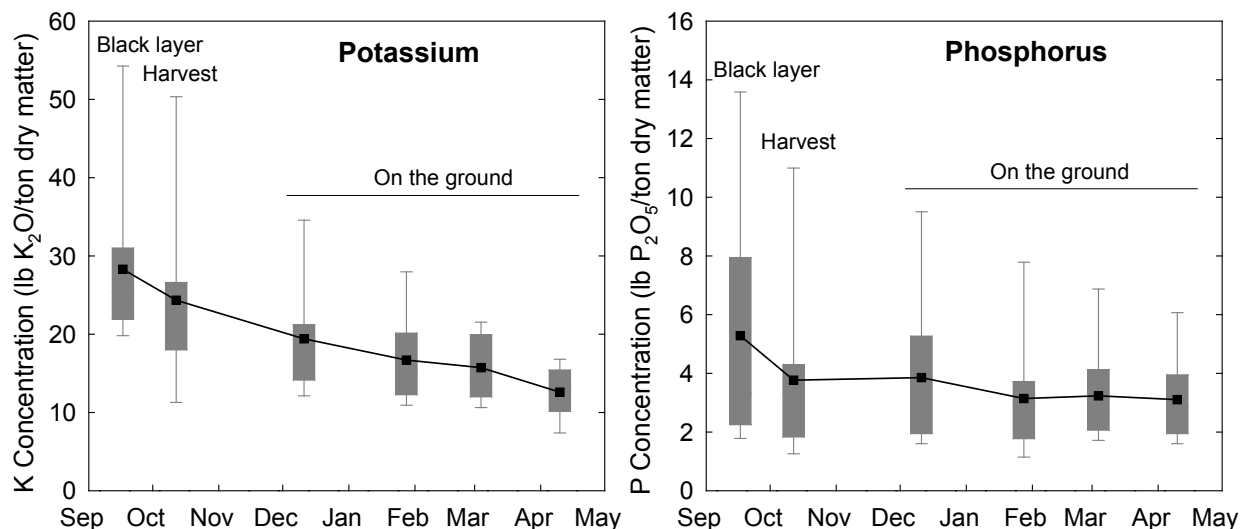 Potassium
Black layer
Harvest
On the ground
K Concentration (lb K₂O/ton dry matter)
60
50
40
30
20
10
0
Sep Oct Nov Dec Jan Feb Mar Apr May
Phosphorus
Black layer
Harvest
On the ground
P Concentration (lb P₂O₅/ton dry matter)
16
14
12
10
8
6
4
2
0
Sep Oct Nov Dec Jan Feb Mar Apr May